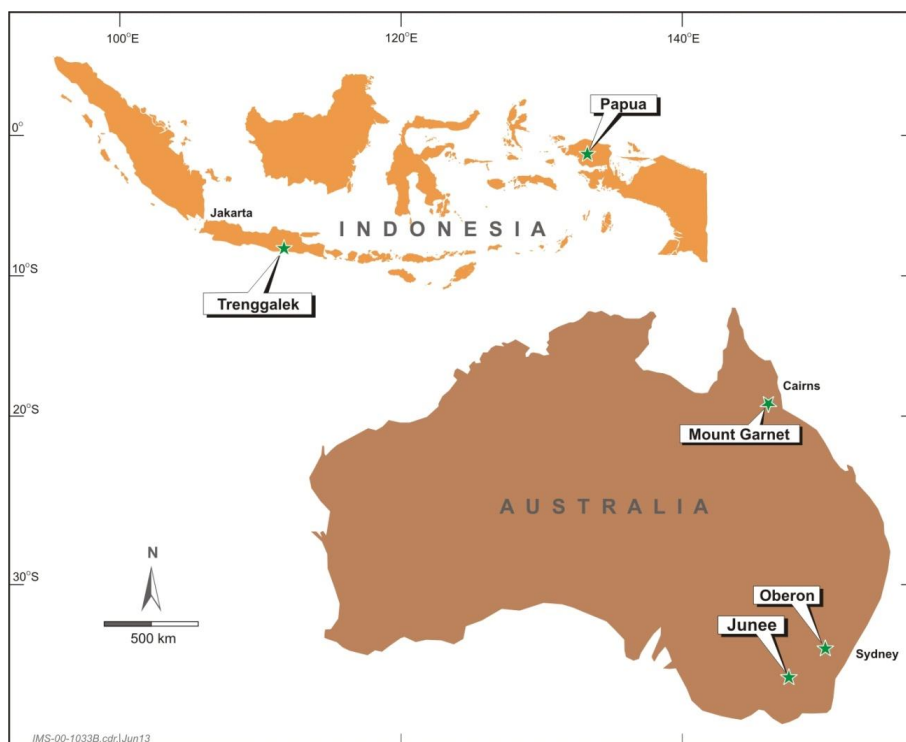 100°E
120°E
140°E
Papua
0°
Jakarta
INDONESIA
10°S
Trenggalek
Cairns
20°S
Mount Garnet
AUSTRALIA
N
30°S
Oberon
500 km
Junee
Sydney
IMS-00-1033B.cdr|Jun13